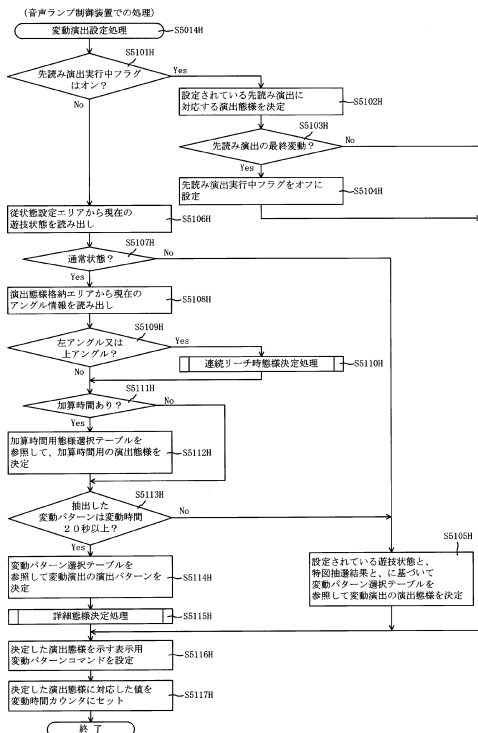 (音声ランプ制御装置での処理)
変動演出設定処理
S5014H
S5101H
先読み演出実行中フラグ
はオン?
Yes
No
設定されている先読み演出に
対応する演出態様を決定
S5102H
S5103H
先読み演出の最終変動?
No
Yes
先読み演出実行中フラグをオフに
設定
S5104H
従状態設定エリアから現在の
遊技状態を読み出し
S5106H
S5107H
通常状態?
No
Yes
演出態様格納エリアから現在の
アングル情報を読み出し
S5108H
S5109H
左アングル又は
上アングル?
Yes
No
連続リーチ時態様決定処理
S5110H
S5111H
加算時間あり?
No
Yes
加算時間用態様選択テーブルを
参照して、加算時間用の演出態様を
決定
S5112H
S5113H
抽出した
変動パターンは変動時間
20秒以上?
No
Yes
S5105H
設定されている遊技状態と、
特図抽選結果と、に基づいて
変動パターン選択テーブルを
参照して変動演出の演出態様を決定
変動パターン選択テーブルを
参照して変動演出の演出パターンを
決定
S5114H
詳細態様決定処理
S5115H
決定した演出態様を示す表示用
変動パターンコマンドを設定
S5116H
決定した演出態様に対応した値を
変動時間カウンタにセット
S5117H
終了